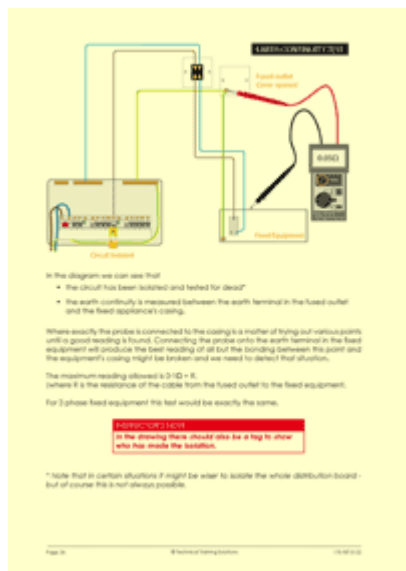 EARTH CONTINUITY TEST
Fused outlet
(cover opened)
0.05Ω
Fixed Equipment
Circuit Isolated
In the diagram we can see that
• the circuit has been isolated and tested for dead*
• the earth continuity is measured between the earth terminal in the fused outlet
and the fixed appliance's casing.
Where exactly the probe is connected to the casing is a matter of trying out various points
until a good reading is found. Connecting the probe onto the earth terminal in the fixed
equipment will produce the best reading of all but the bonding between this point and
the equipment's casing might be broken and we need to detect that situation.
The maximum reading allowed is 0·1Ω + R.
(where R is the resistance of the cable from the fused outlet to the fixed equipment.
For 3 phase fixed equipment this test would be exactly the same.
INSTRUCTOR'S NOTE
In the drawing there should also be a tag to show
who has made the isolation.
* Note that in certain situations it might be wiser to isolate the whole distribution board -
but of course this is not always possible.
© Technical Training Solutions